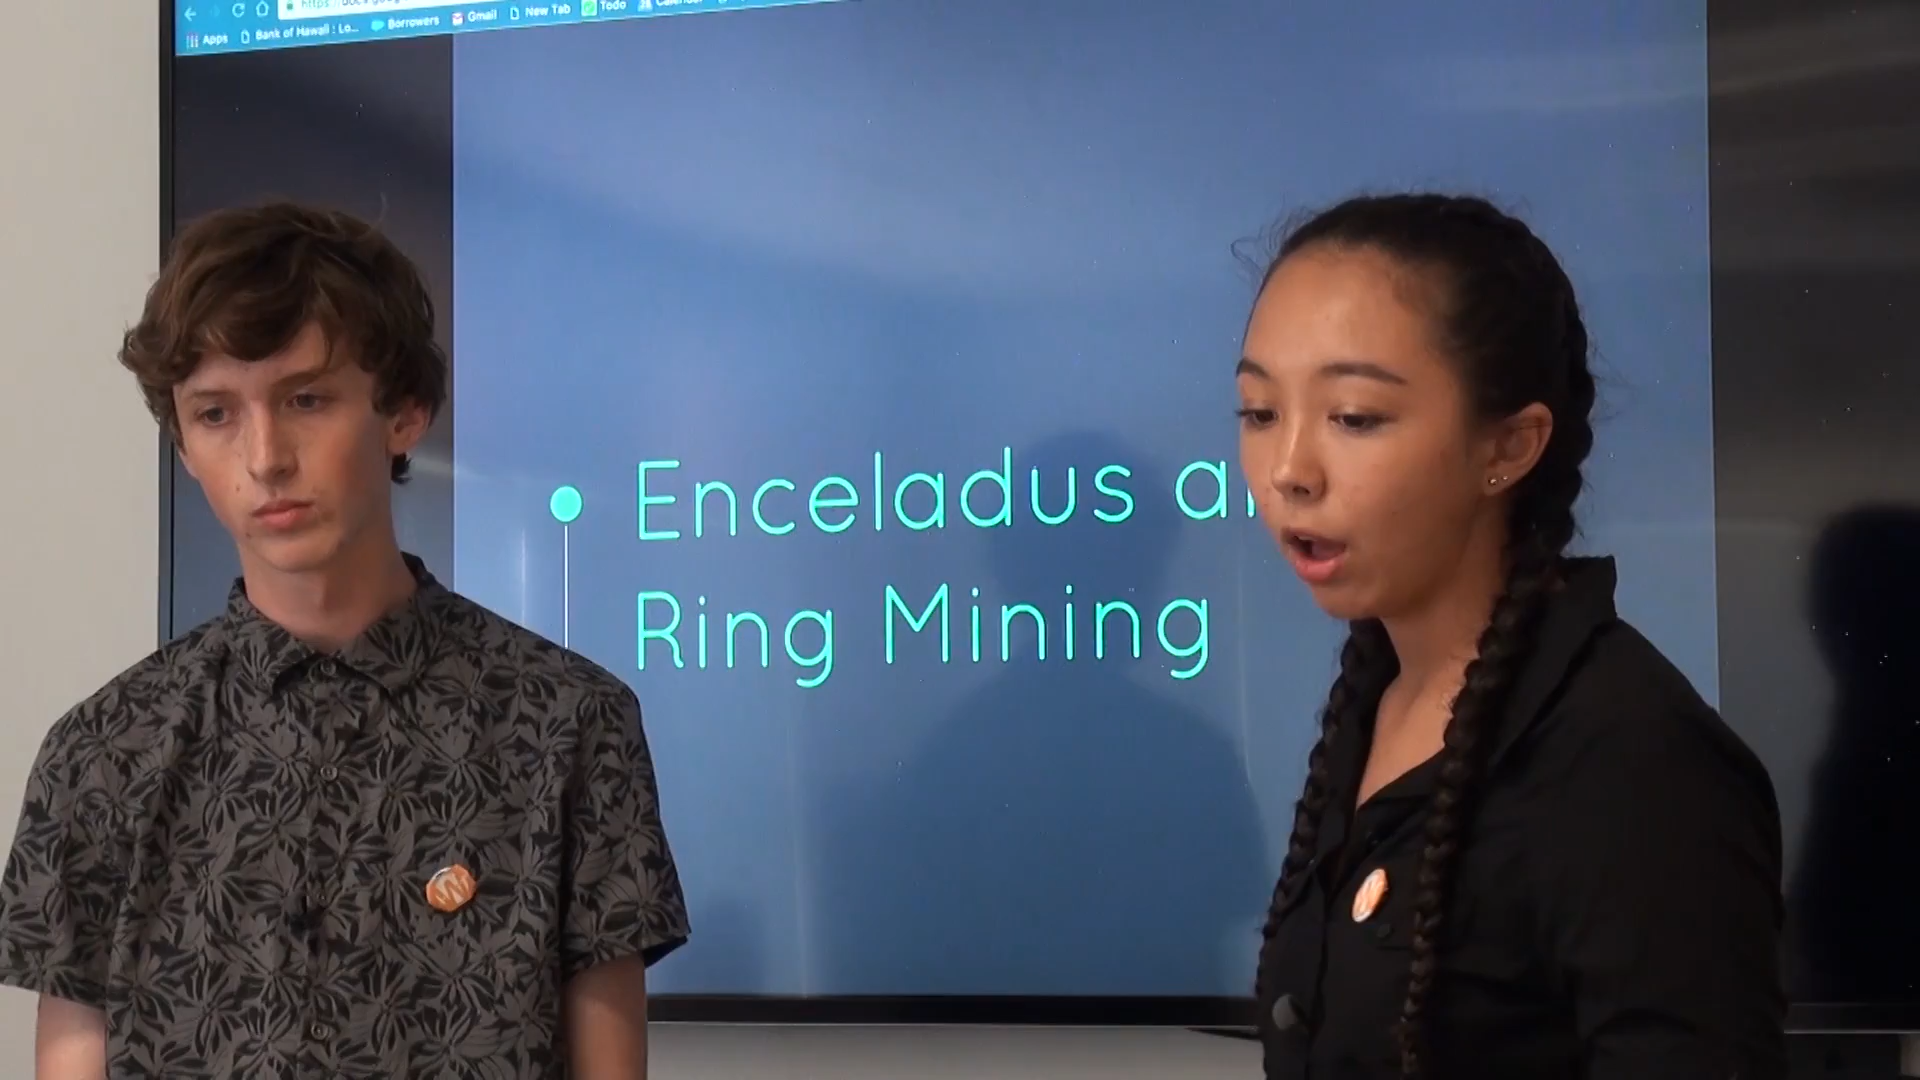 Apps Bank of Hawaii : Lo... Borrowers Gmail New Tab Todo
Enceladus a
Ring Mining
W
W